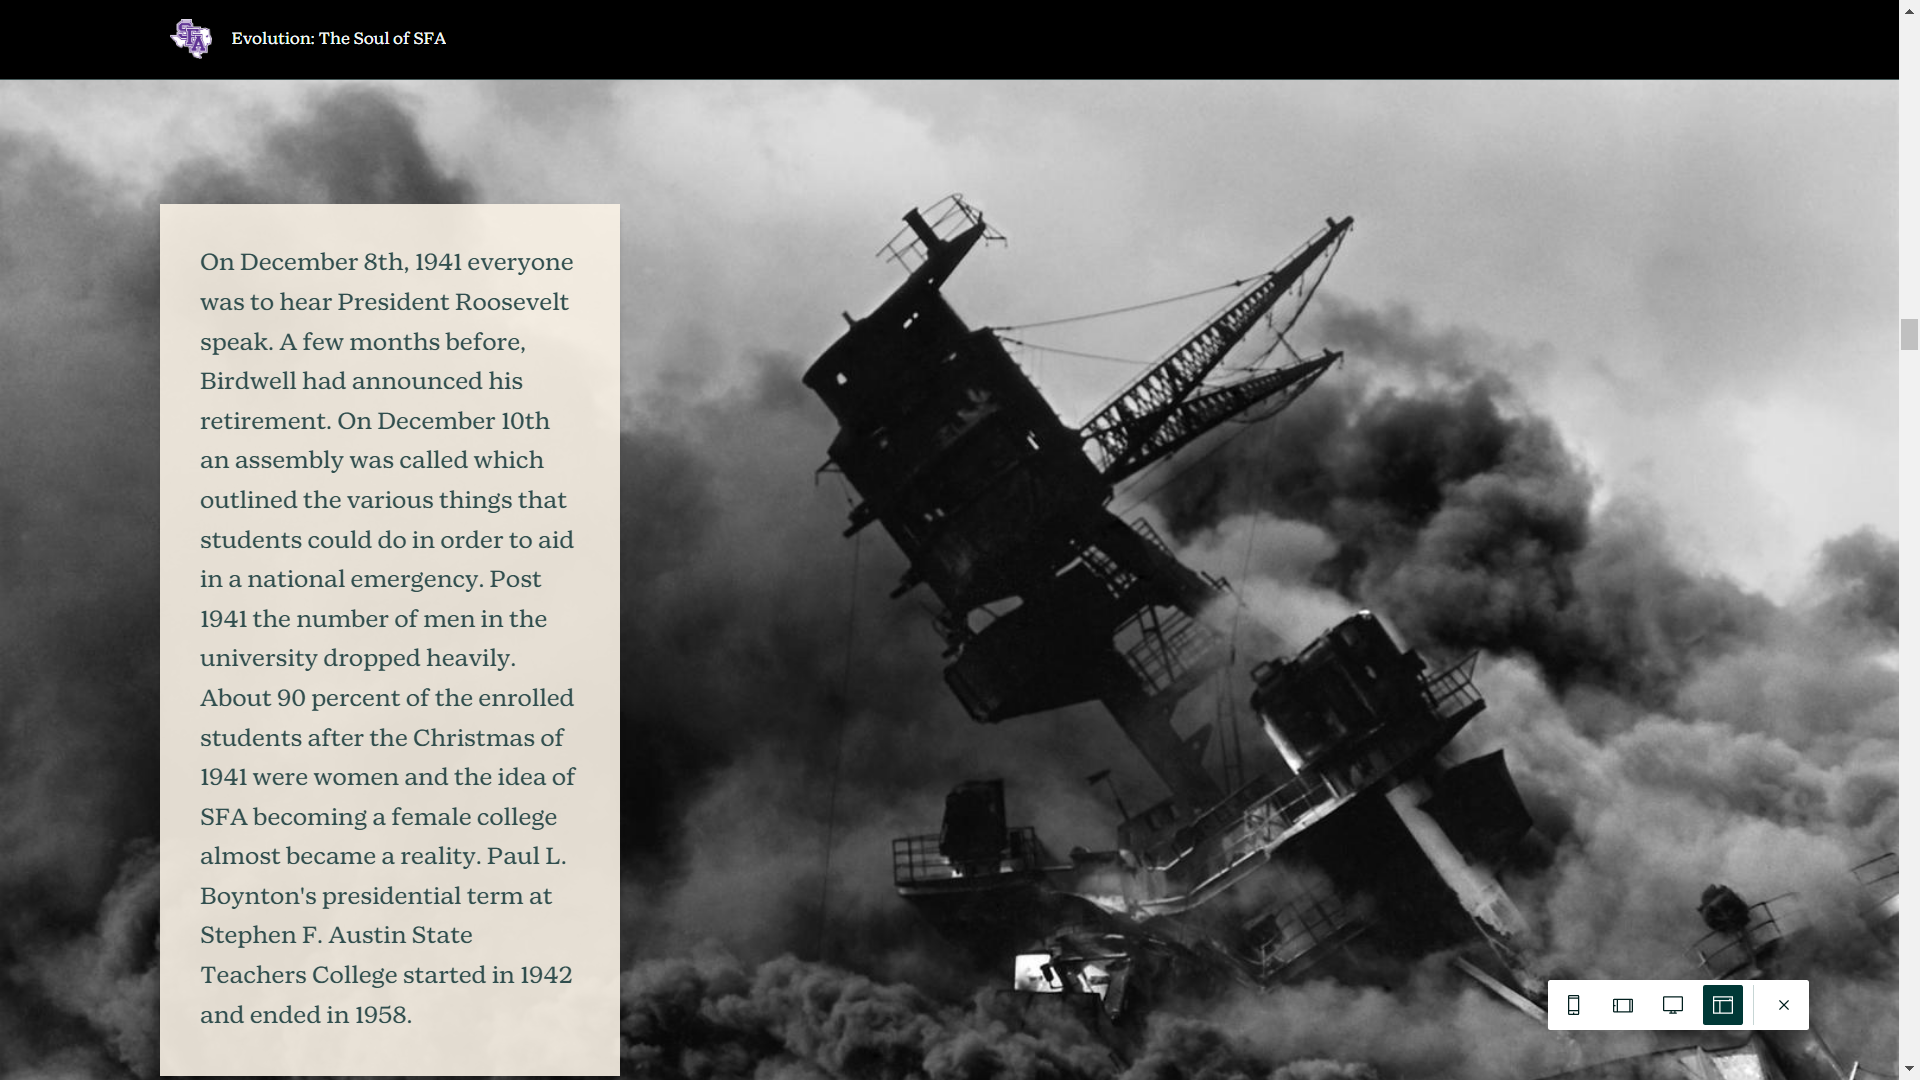 SFA
Evolution: The Soul of SFA
On December 8th, 1941 everyone
was to hear President Roosevelt
speak. A few months before,
Birdwell had announced his
retirement. On December 10th
an assembly was called which
outlined the various things that
students could do in order to aid
in a national emergency. Post
1941 the number of men in the
university dropped heavily.
About 90 percent of the enrolled
students after the Christmas of
1941 were women and the idea of
SFA becoming a female college
almost became a reality. Paul L.
Boynton's presidential term at
Stephen F. Austin State
Teachers College started in 1942
and ended in 1958.